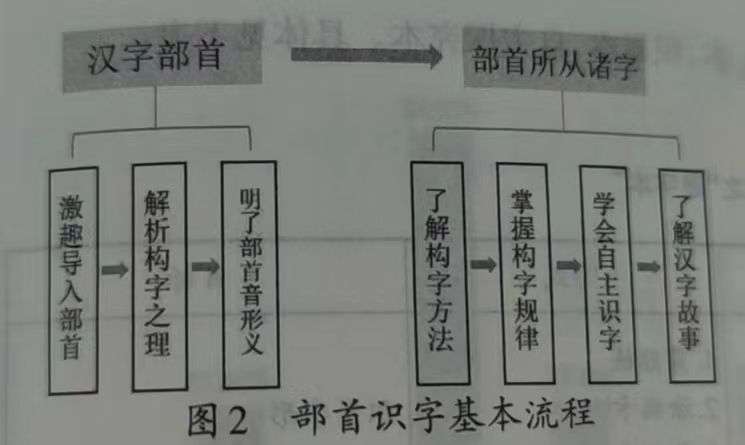 汉字部首
部首所从诸字
激趣导入部首
解析构字之理
明了部首音形义
了解构字方法
掌握构字规律
学会自主识字
了解汉字故事
图2 部首识字基本流程